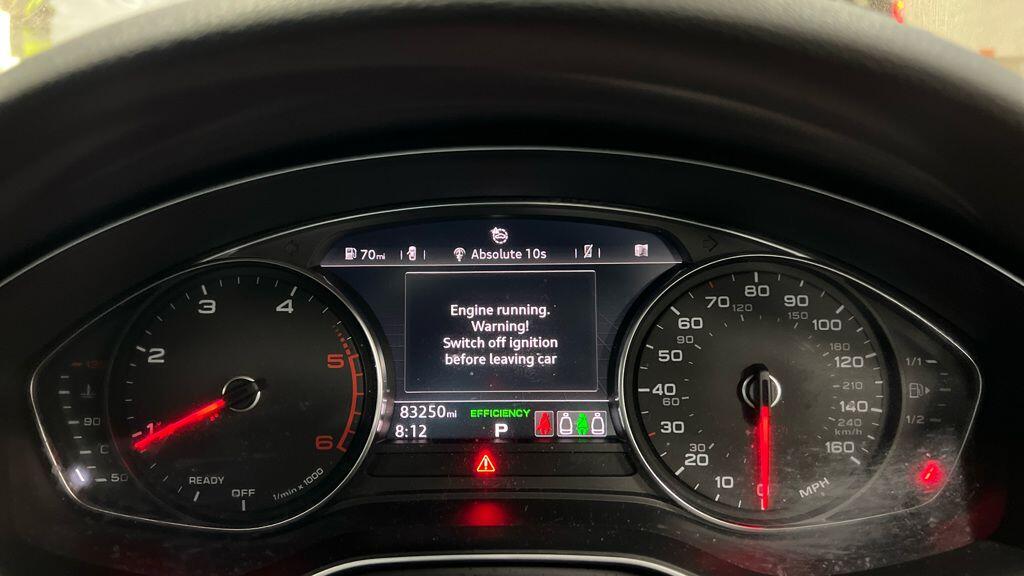 70mi
Absolute 10s
Engine running.
Warning!
Switch off ignition
before leaving car
83250mi
EFFICIENCY
8:12
P
1
2
3
4
5
6
READY
OFF
1/min x 1000
90
50
C
0
10
20
30
40
50
60
70
80
90
100
120
140
160
MPH
30
60
90
120
150
180
210
240
km/h
1/1
1/2